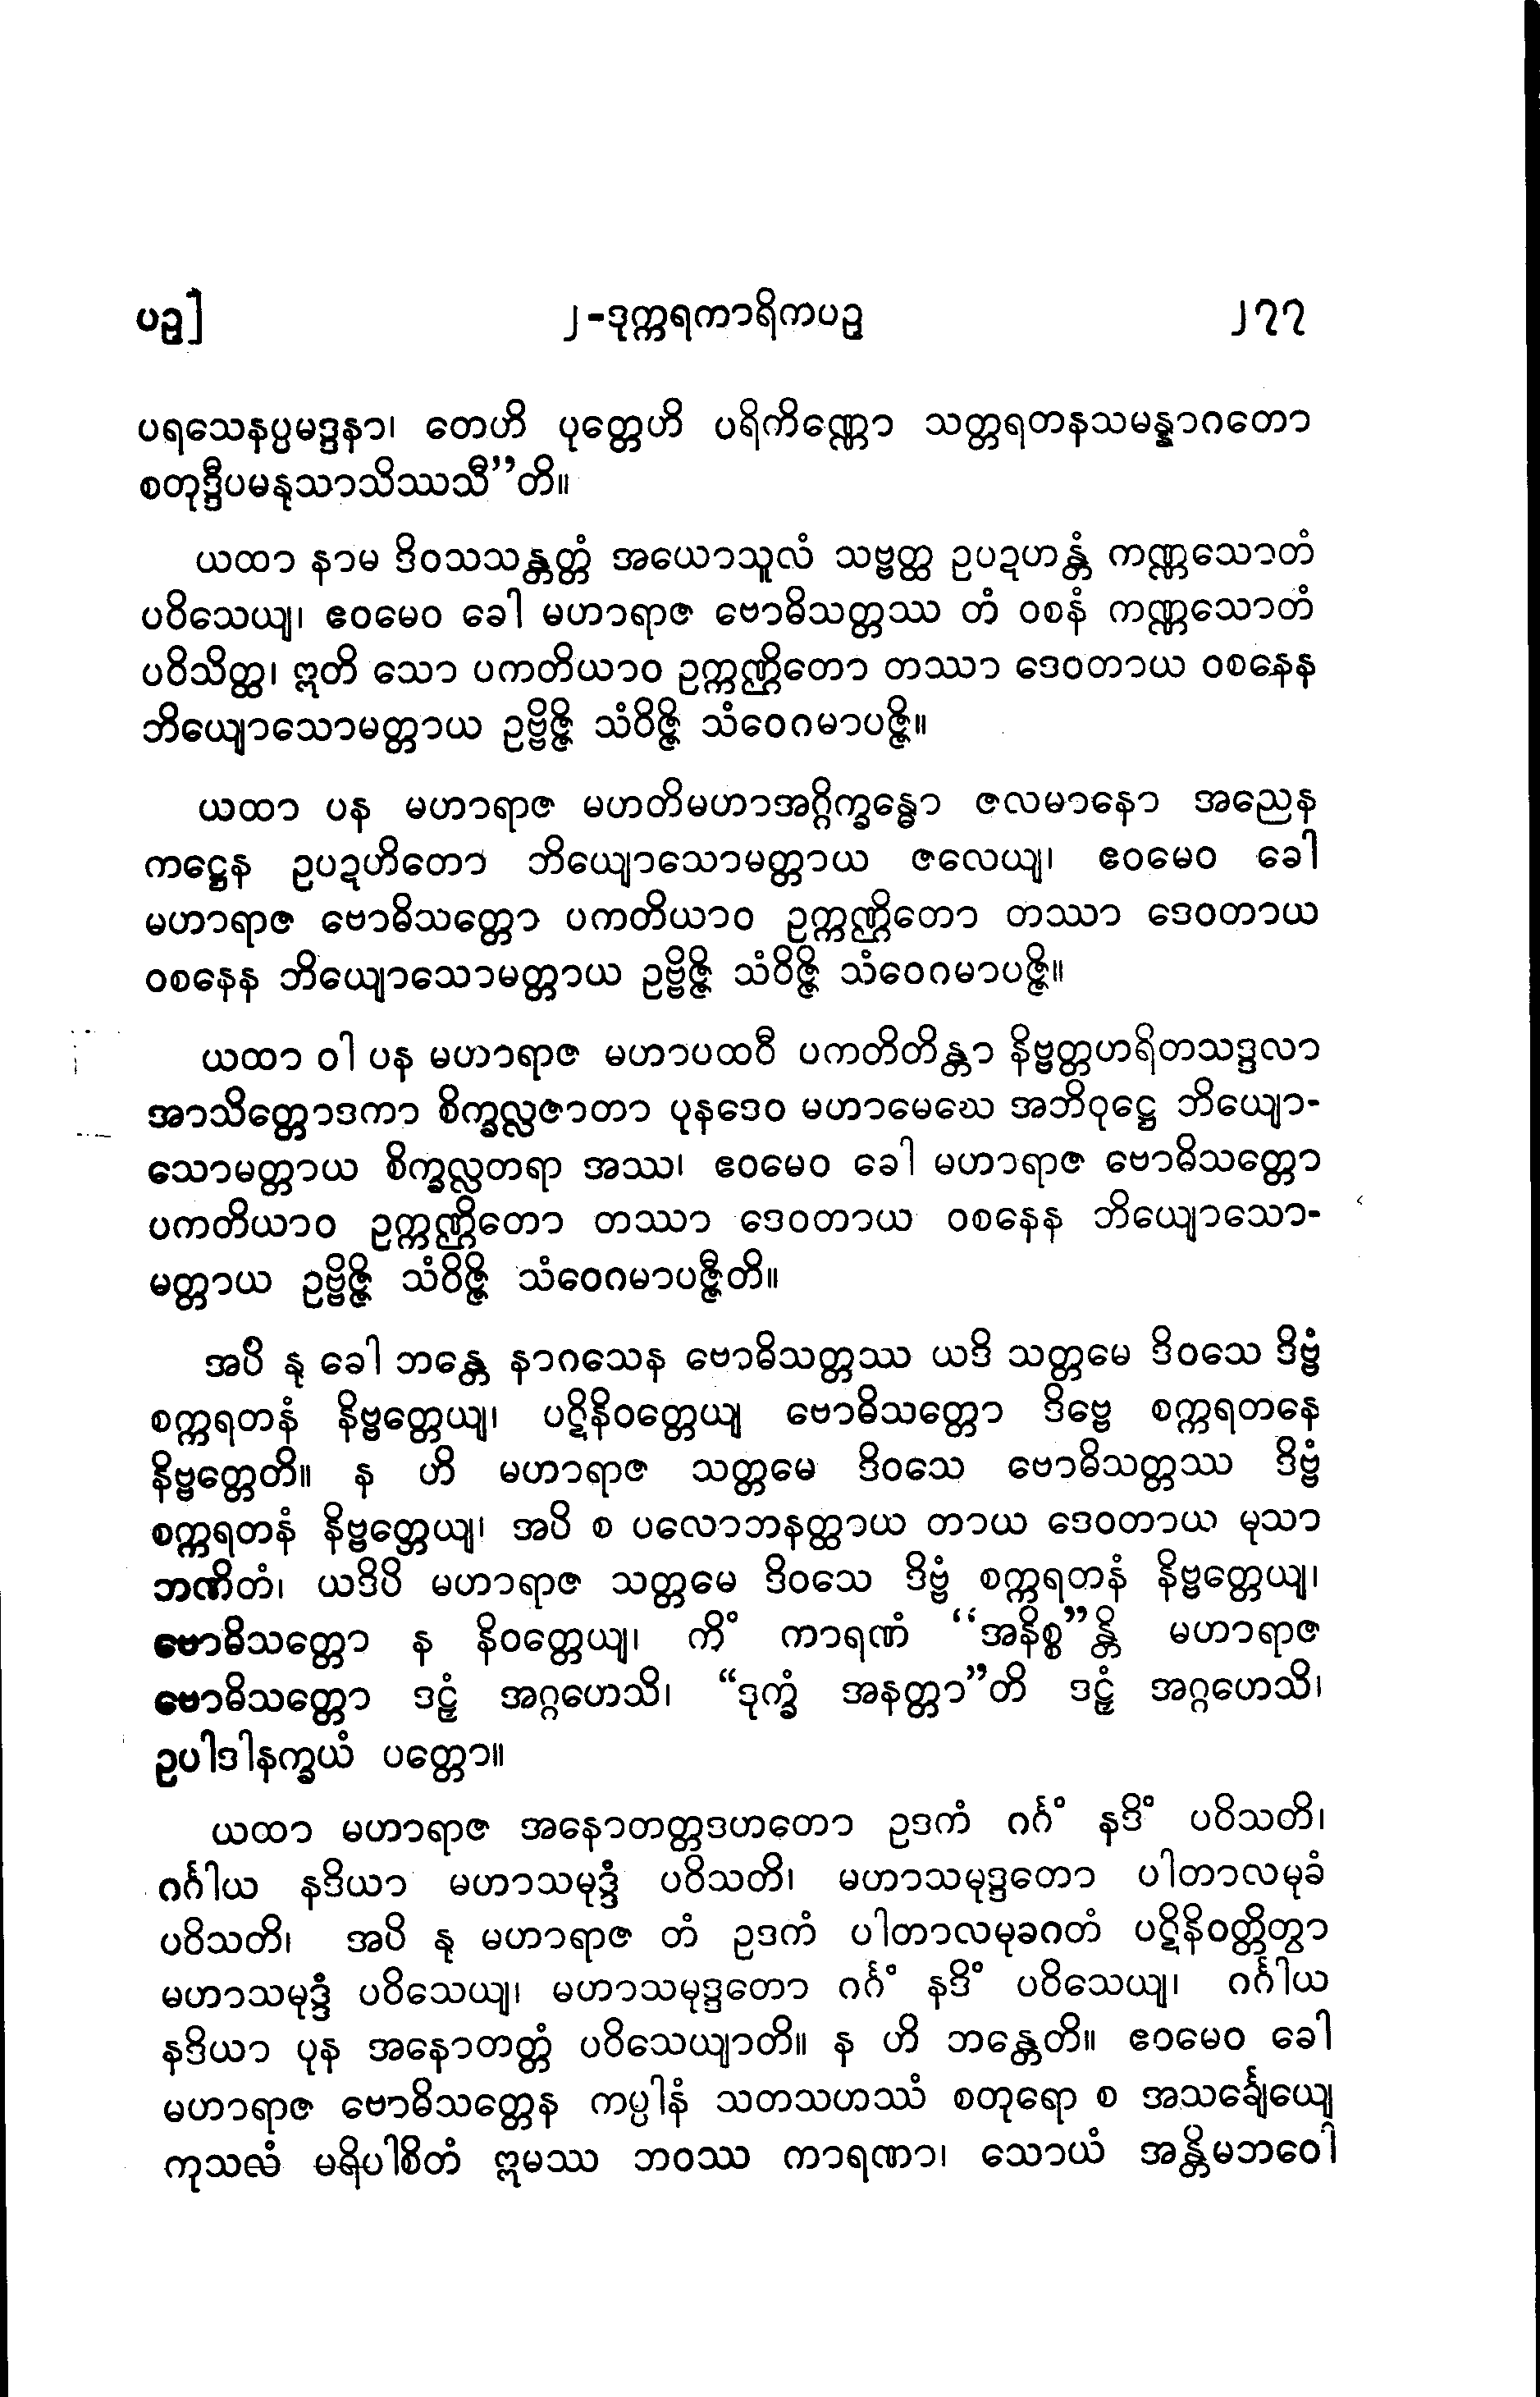 ပဉှ]
၂-ဒုက္ကရကာရိကပဉှ
၂၇၇
ပရသေနပ္ပမဒ္ဒနာ၊ တေဟိ ပုတ္တေဟိ ပရိကိဏ္ဏော သတ္တရတနသမန္နာဂတော
စတုဒ္ဒီပမနုသာသိဿသီ”တိ။
ယထာ နာမ ဒိဝသသန္တတ္တံ အယောသူလံ သဗ္ဗတ္ထ ဥပဍဟန္တံ ကဏ္ဏသောတံ
ပဝိသေယျ၊ ဧဝမေဝ ခေါ မဟာရာဇ ဗောဓိသတ္တဿ တံ ဝစနံ ကဏ္ဏသောတံ
ပဝိသိတ္ထ၊ ဣတိ သော ပကတိယာဝ ဥက္ကဏ္ဌိတော တဿာ ဒေဝတာယ ဝစနေန
ဘိယျောသောမတ္တာယ ဥဗ္ဗိဇ္ဇိ သံဝိဇ္ဇိ သံဝေဂမာပဇ္ဇိ။
ယထာ ပန မဟာရာဇ မဟတိမဟာအဂ္ဂိက္ခန္ဓော ဇလမာနော အညေန
ကဋ္ဌေန ဥပဍဟိတော ဘိယျောသောမတ္တာယ ဇလေယျ၊ ဧဝမေဝ ခေါ
မဟာရာဇ ဗောဓိသတ္တော ပကတိယာဝ ဥက္ကဏ္ဌိတော တဿာ ဒေဝတာယ
ဝစနေန ဘိယျောသောမတ္တာယ ဥဗ္ဗိဇ္ဇိ သံဝိဇ္ဇိ သံဝေဂမာပဇ္ဇိ။
ယထာ ဝါ ပန မဟာရာဇ မဟာပထဝီ ပကတိတိန္တာ နိဗ္ဗတ္တဟရိတသဒ္ဒလာ
အာသိတ္တောဒကာ စိက္ခလ္လဇာတာ ပုနဒေဝ မဟာမေဃေ အဘိဝုဋ္ဌေ ဘိယျော-
သောမတ္တာယ စိက္ခလ္လတရာ အဿ၊ ဧဝမေဝ ခေါ မဟာရာဇ ဗောဓိသတ္တော
ပကတိယာဝ ဥက္ကဏ္ဌိတော တဿာ ဒေဝတာယ ဝစနေန ဘိယျောသော-
မတ္တာယ ဥဗ္ဗိဇ္ဇိ သံဝိဇ္ဇိ သံဝေဂမာပဇ္ဇီတိ။
အပိ နု ခေါ ဘန္တေ နာဂသေန ဗောဓိသတ္တဿ ယဒိ သတ္တမေ ဒိဝသေ ဒိဗ္ဗံ
စက္ကရတနံ နိဗ္ဗတ္တေယျ၊ ပဋိနိဝတ္တေယျ ဗောဓိသတ္တော ဒိဗ္ဗေ စက္ကရတနေ
နိဗ္ဗတ္တေတိ။ န ဟိ မဟာရာဇ သတ္တမေ ဒိဝသေ ဗောဓိသတ္တဿ ဒိဗ္ဗံ
စက္ကရတနံ နိဗ္ဗတ္တေယျ၊ အပိ စ ပလောဘနတ္ထာယ တာယ ဒေဝတာယ မုသာ
ဘဏိတံ၊ ယဒိပိ မဟာရာဇ သတ္တမေ ဒိဝသေ ဒိဗ္ဗံ စက္ကရတနံ နိဗ္ဗတ္တေယျ၊
ဗောဓိသတ္တော န နိဝတ္တေယျ၊ ကိံ ကာရဏံ “အနိစ္စ”န္တိ မဟာရာဇ
ဗောဓိသတ္တော ဒဠှံ အဂ္ဂဟေသိ၊ “ဒုက္ခံ အနတ္တာ”တိ ဒဠှံ အဂ္ဂဟေသိ၊
ဥပါဒါနက္ခယံ ပတ္တော။
ယထာ မဟာရာဇ အနောတတ္တဒဟတော ဥဒကံ ဂင်္ဂံ နဒိံ ပဝိသတိ၊
ဂင်္ဂါယ နဒိယာ မဟာသမုဒ္ဒံ ပဝိသတိ၊ မဟာသမုဒ္ဒတော ပါတာလမုခံ
ပဝိသတိ၊ အပိ နု မဟာရာဇ တံ ဥဒကံ ပါတာလမုခဂတံ ပဋိနိဝတ္တိတွာ
မဟာသမုဒ္ဒံ ပဝိသေယျ၊ မဟာသမုဒ္ဒတော ဂင်္ဂံ နဒိံ ပဝိသေယျ၊ ဂင်္ဂါယ
နဒိယာ ပုန အနောတတ္တံ ပဝိသေယျာတိ။ န ဟိ ဘန္တေတိ။ ဧဝမေဝ ခေါ
မဟာရာဇ ဗောဓိသတ္တေန ကပ္ပါနံ သတသဟဿံ စတုရော စ အသင်္ချေယျေ
ကုသလံ ပရိပါစိတံ ဣမဿ ဘဝဿ ကာရဏာ၊ သောယံ အန္တိမဘဝေါ